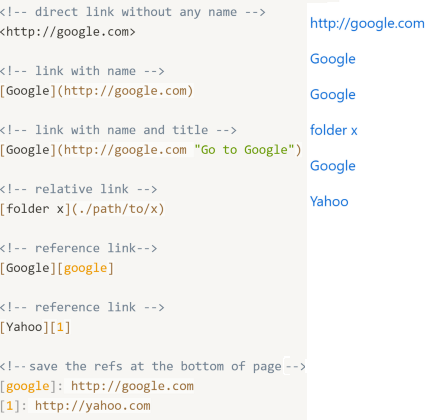 <!-- direct link without any name -->
<http://google.com>
<!-- link with name -->
[Google](http://google.com)
<!-- link with name and title -->
[Google](http://google.com "Go to Google")
<!-- relative link -->
[folder x](./path/to/x)
<!-- reference link-->
[Google][google]
<!-- reference link -->
[Yahoo][1]
<!-- save the refs at the bottom of page -->
[google]: http://google.com
[1]: http://yahoo.com
http://google.com
Google
Google
folder x
Google
Yahoo